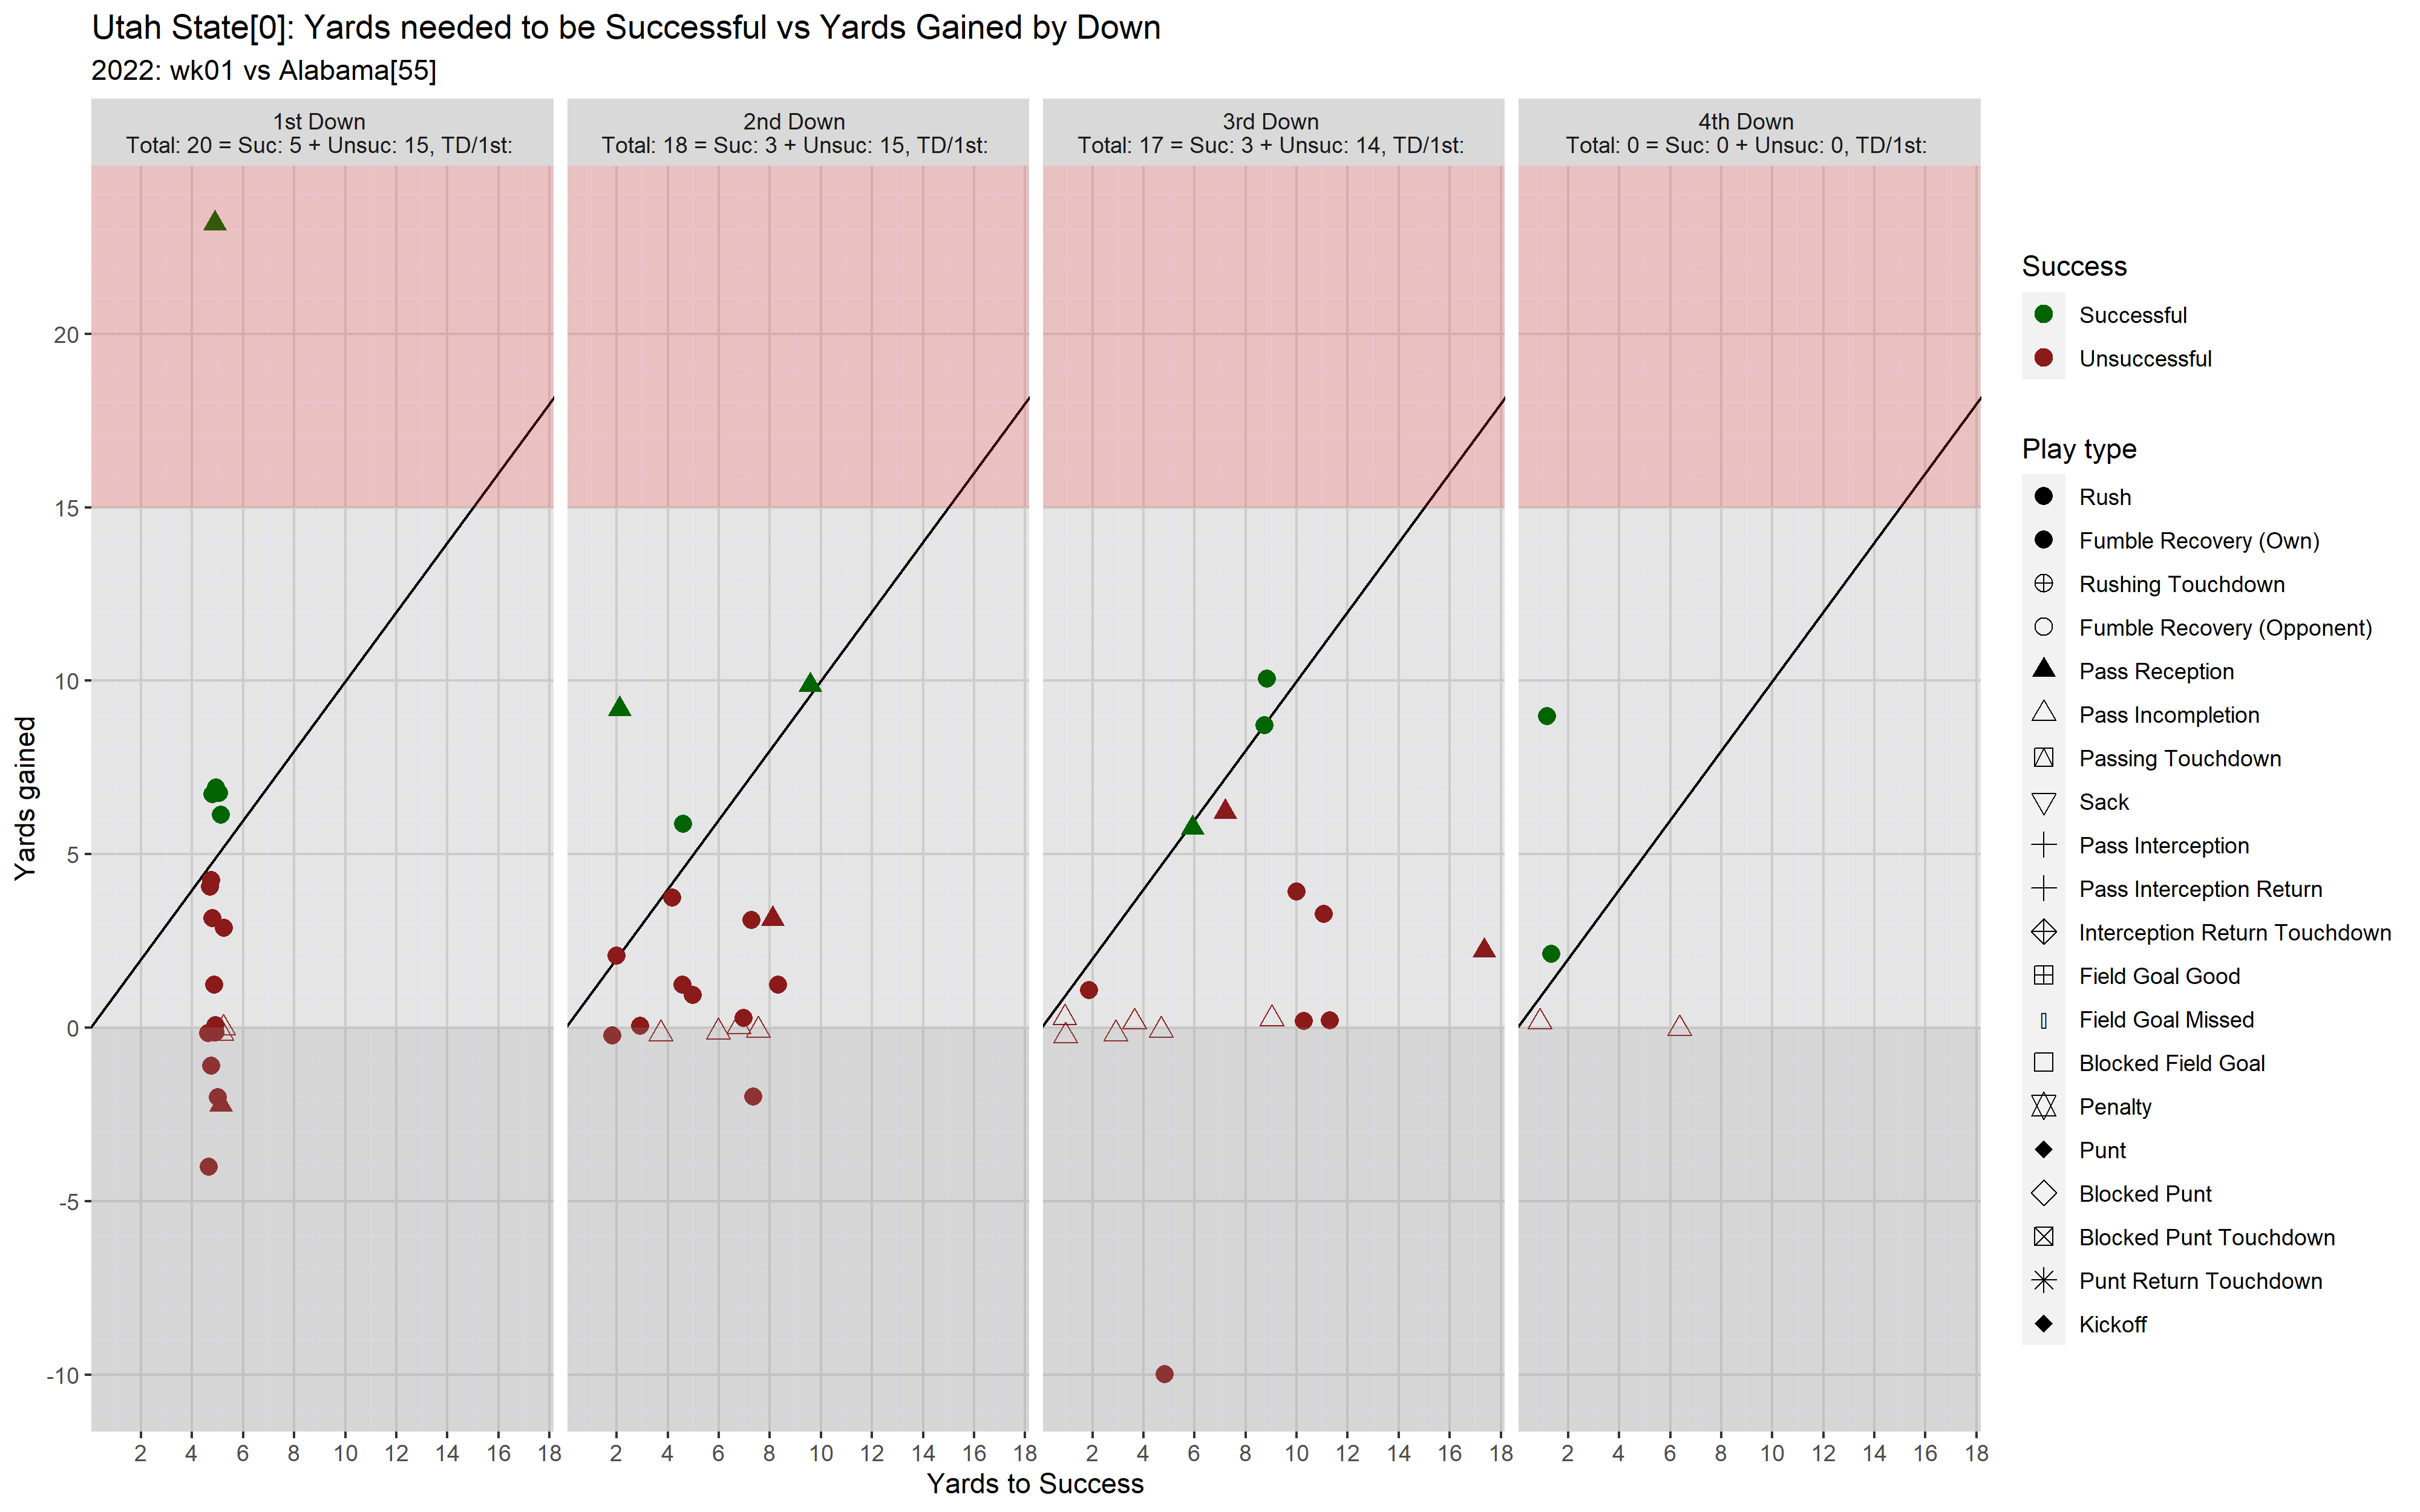 Utah State[0]: Yards needed to be Successful vs Yards Gained by Down
2022: wk01 vs Alabama[55]
1st Down
Total: 20 = Suc: 5 + Unsuc: 15, TD/1st:
2nd Down
Total: 18 = Suc: 3 + Unsuc: 15, TD/1st:
3rd Down
Total: 17 = Suc: 3 + Unsuc: 14, TD/1st:
4th Down
Total: 0 = Suc: 0 + Unsuc: 0, TD/1st:
Yards gained
20
15
10
5
0
-5
-10
2 4 6 8 10 12 14 16 18
2 4 6 8 10 12 14 16 18
2 4 6 8 10 12 14 16 18
2 4 6 8 10 12 14 16 18
Yards to Success
Success
Successful
Unsuccessful
Play type
Rush
Fumble Recovery (Own)
Rushing Touchdown
Fumble Recovery (Opponent)
Pass Reception
Pass Incompletion
Passing Touchdown
Sack
Pass Interception
Pass Interception Return
Interception Return Touchdown
Field Goal Good
Field Goal Missed
Blocked Field Goal
Penalty
Punt
Blocked Punt
Blocked Punt Touchdown
Punt Return Touchdown
Kickoff